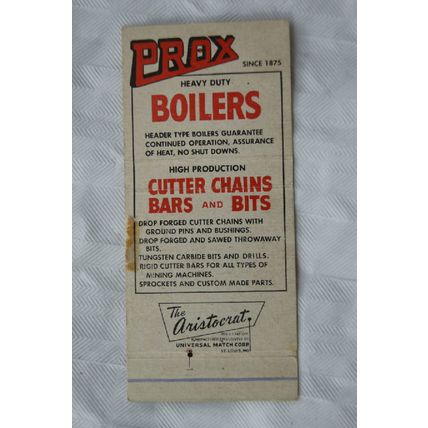 PROX
SINCE 1875
HEAVY DUTY
BOILERS
HEADER TYPE BOILERS GUARANTEE
CONTINUED OPERATION, ASSURANCE
OF HEAT, NO SHUT DOWNS.
HIGH PRODUCTION
CUTTER CHAINS
BARS AND BITS
DROP FORGED CUTTER CHAINS WITH
GROUND PINS AND BUSHINGS.
DROP FORGED AND SAWED THROWAWAY
BITS.
TUNGSTEN CARBIDE BITS AND DRILLS.
RIGID CUTTER BARS FOR ALL TYPES OF
MINING MACHINES.
SPROCKETS AND CUSTOM MADE PARTS.
The
Aristocrat
UNIVERSAL MATCH CORP.
ST. LOUIS, MO.